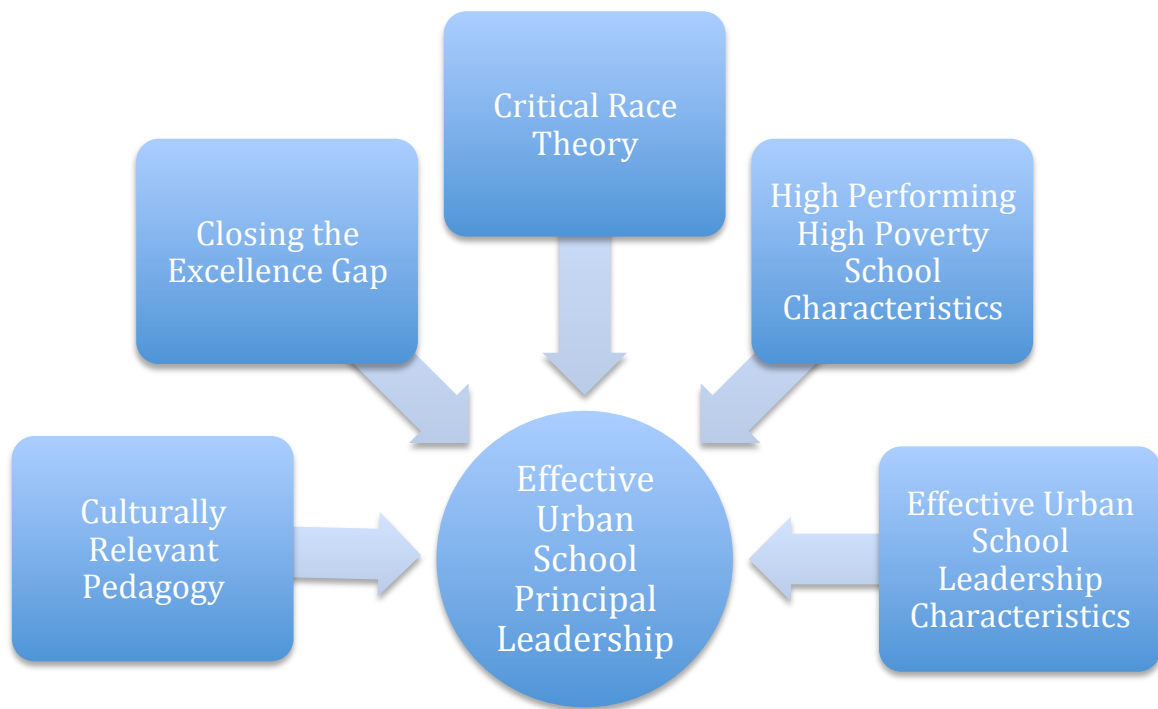 Critical Race
Theory
Closing the
Excellence Gap
High Performing
High Poverty
School
Characteristics
Culturally
Relevant
Pedagogy
Effective
Urban
School
Principal
Leadership
Effective Urban
School
Leadership
Characteristics